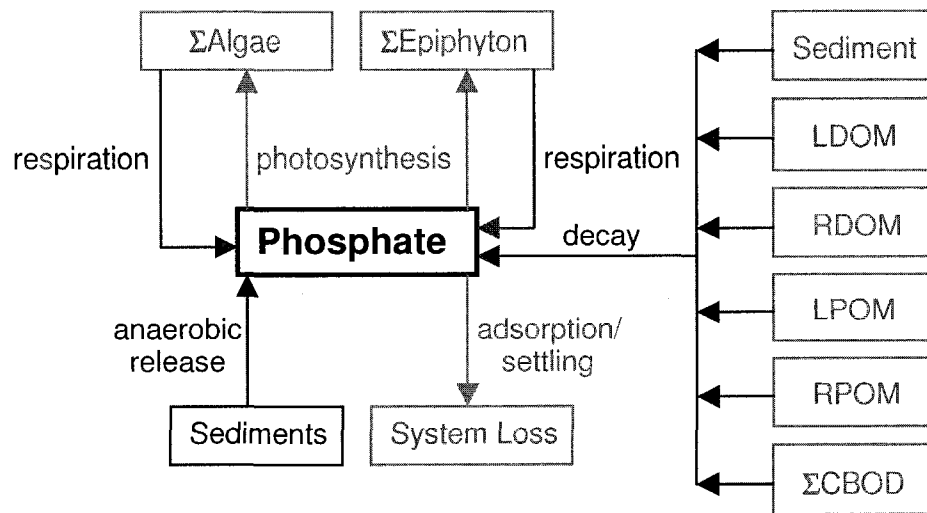 ΣAlgae
ΣEpiphyton
Sediment
LDOM
respiration
photosynthesis
respiration
RDOM
Phosphate
decay
LPOM
anaerobic
release
adsorption/
settling
RPOM
Sediments
System Loss
ΣCBOD